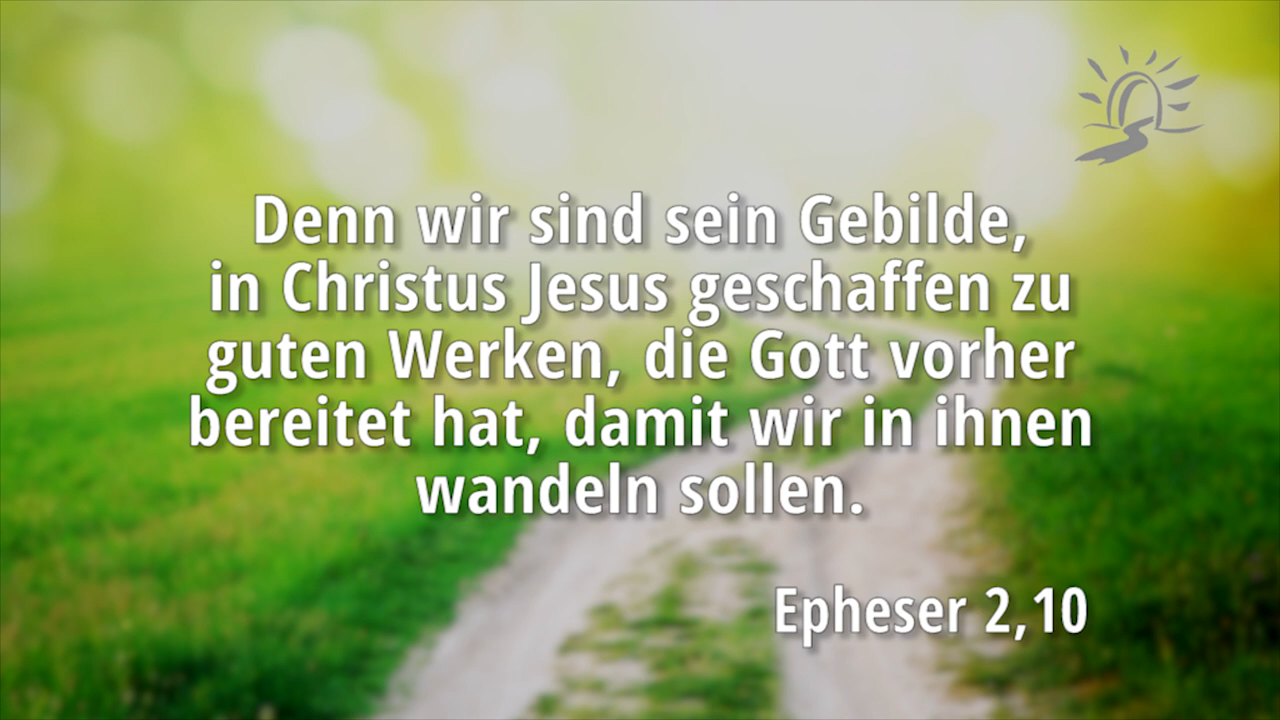 Denn wir sind sein Gebilde,
in Christus Jesus geschaffen zu
guten Werken, die Gott vorher
bereitet hat, damit wir in ihnen
wandeln sollen.
Epheser 2,10